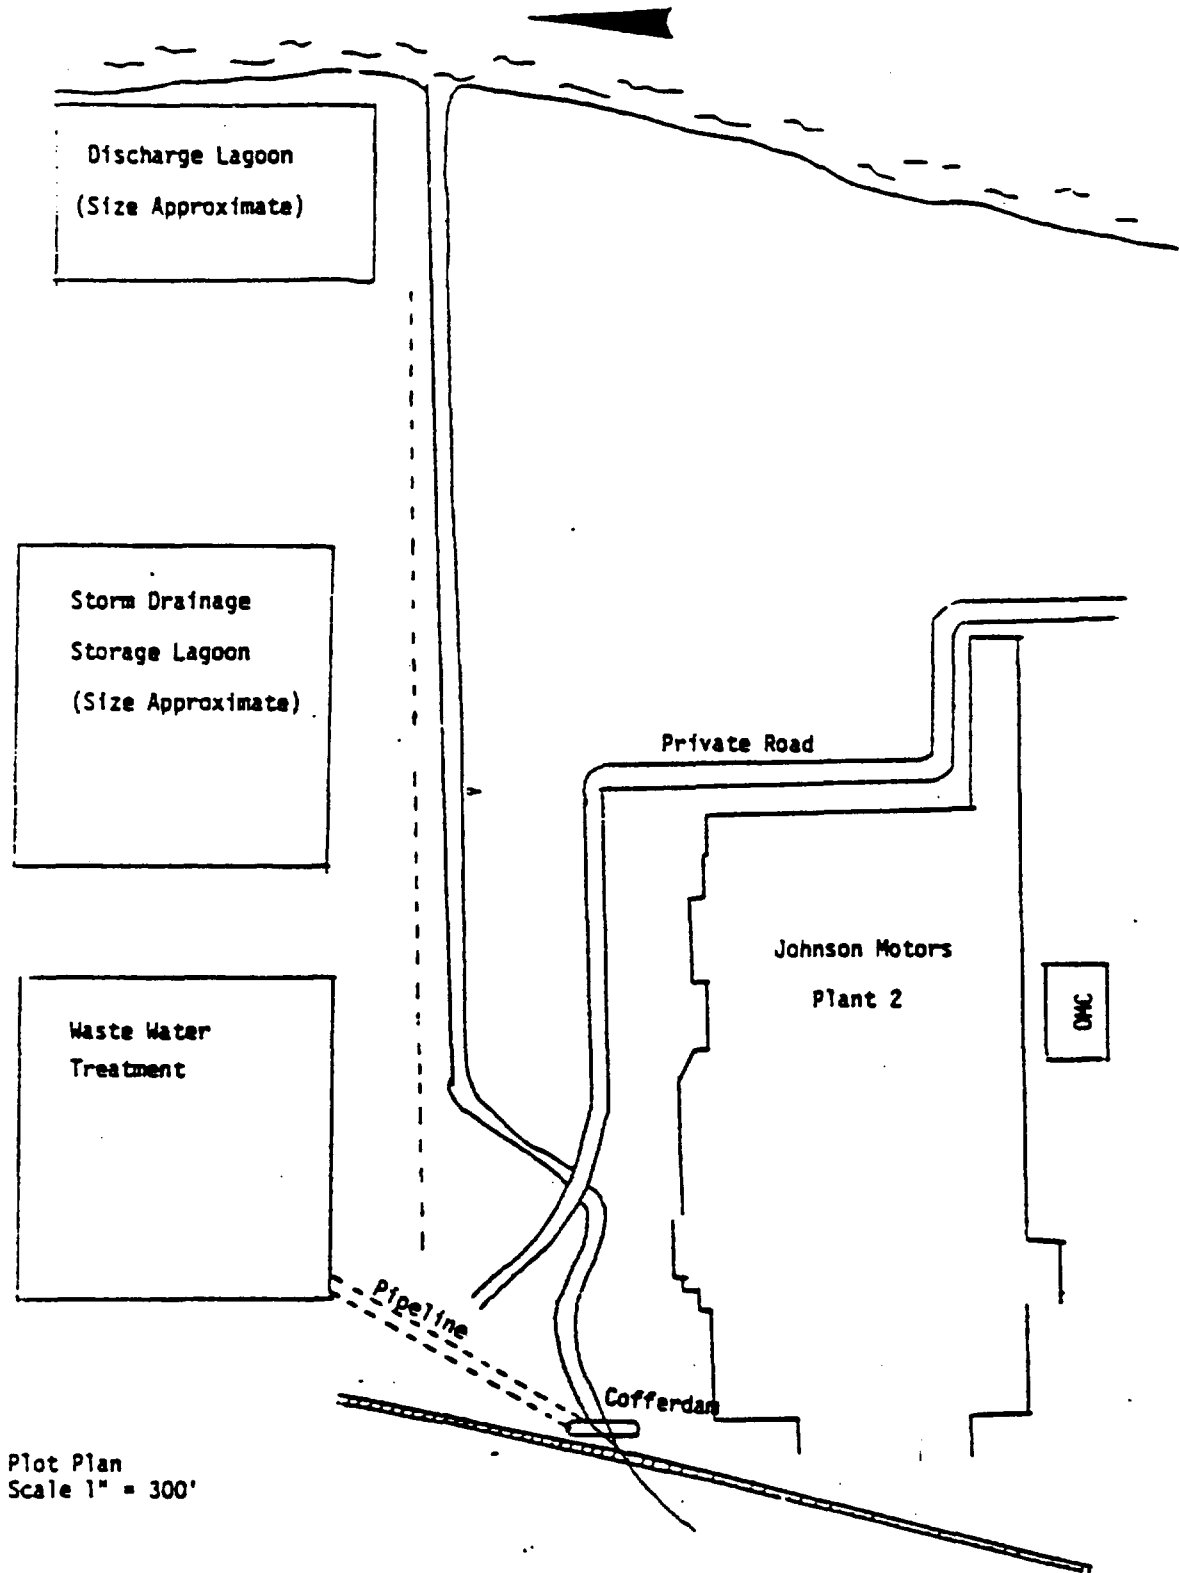 Discharge Lagoon
(Size Approximate)
Storm Drainage
Storage Lagoon
(Size Approximate)
Private Road
Johnson Motors
Plant 2
OMC
Waste Water
Treatment
Pipeline
Cofferdam
Plot Plan
Scale 1" = 300'